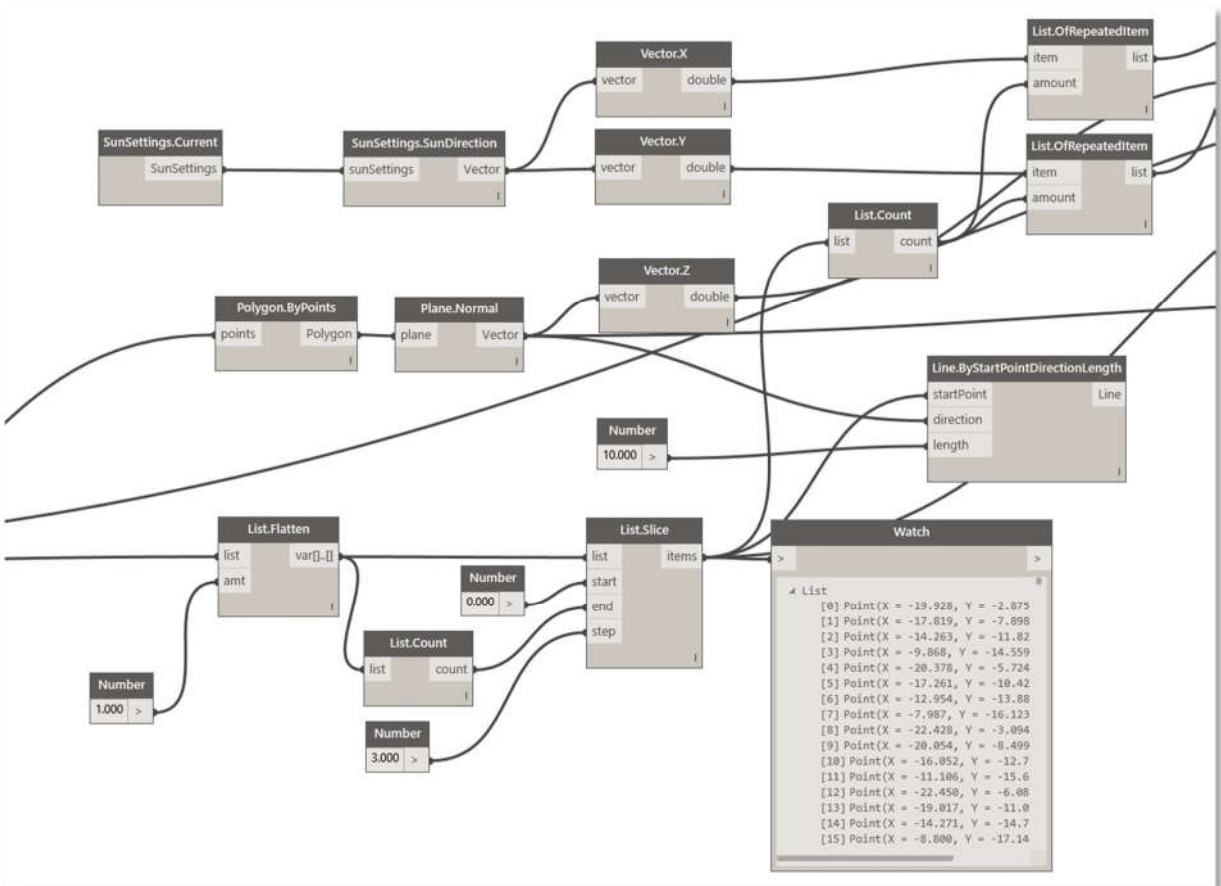 List.OfRepeatedItem
item list
amount
l
Vector.X
vector double
l
SunSettings.Current
SunSettings
SunSettings.SunDirection
sunSettings Vector
l
Vector.Y
vector double
l
List.OfRepeatedItem
item list
amount
l
List.Count
list count
l
Vector.Z
vector double
l
Polygon.ByPoints
points Polygon
l
Plane.Normal
plane Vector
l
Line.ByStartPointDirectionLength
startPoint Line
direction
length
l
Number
10.000 >
List.Flatten
list var[]..[]
amt
l
Number
1.000 >
List.Count
list count
l
Number
3.000 >
Number
0.000 >
List.Slice
list items
start
end
step
l
Watch
> >
List
[0] Point(X = -19.928, Y = -2.875
[1] Point(X = -17.819, Y = -7.898
[2] Point(X = -14.263, Y = -11.82
[3] Point(X = -9.868, Y = -14.559
[4] Point(X = -20.378, Y = -5.724
[5] Point(X = -17.261, Y = -10.42
[6] Point(X = -12.954, Y = -13.88
[7] Point(X = -7.987, Y = -16.123
[8] Point(X = -22.428, Y = -3.094
[9] Point(X = -20.054, Y = -8.499
[10] Point(X = -16.052, Y = -12.7
[11] Point(X = -11.106, Y = -15.6
[12] Point(X = -22.450, Y = -6.08
[13] Point(X = -19.017, Y = -11.0
[14] Point(X = -14.271, Y = -14.7
[15] Point(X = -8.800, Y = -17.14